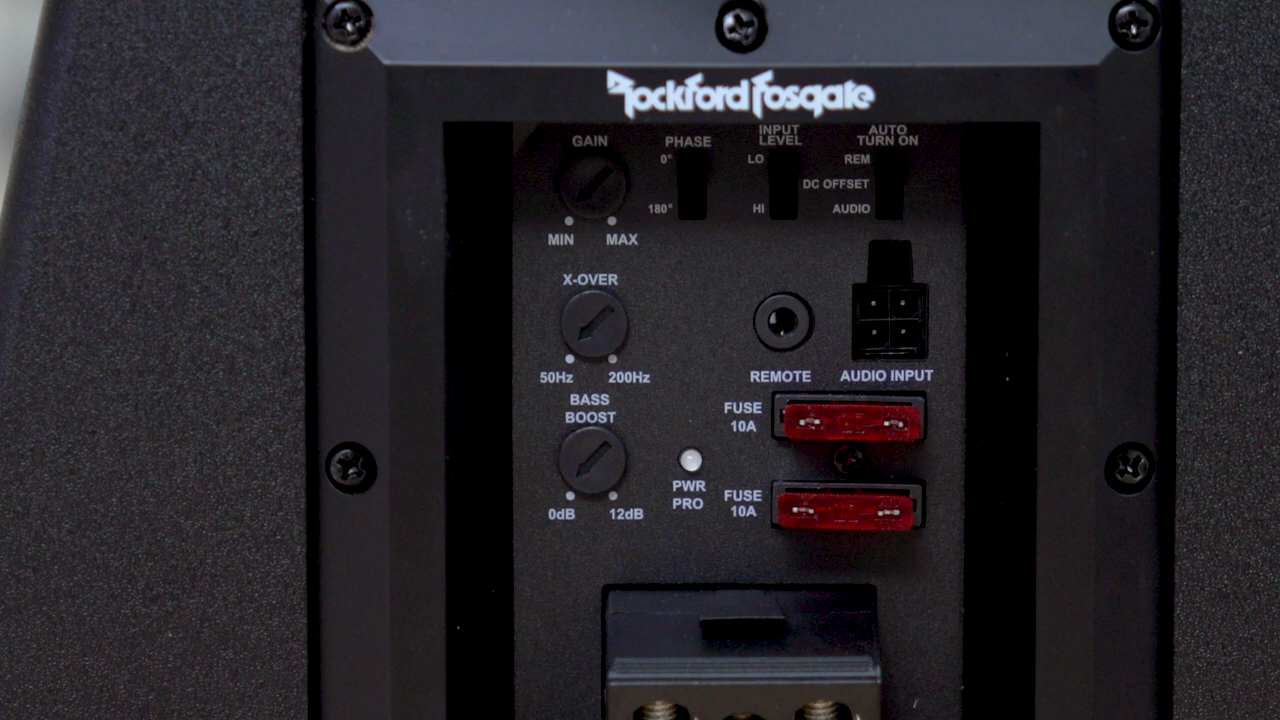 Rockford Fosgate
GAIN
MIN MAX
PHASE
0°
180°
INPUT
LEVEL
LO
HI
AUTO
TURN ON
REM
DC OFFSET
AUDIO
X-OVER
50Hz 200Hz
REMOTE
AUDIO INPUT
BASS
BOOST
0dB 12dB
PWR
PRO
FUSE
10A
FUSE
10A